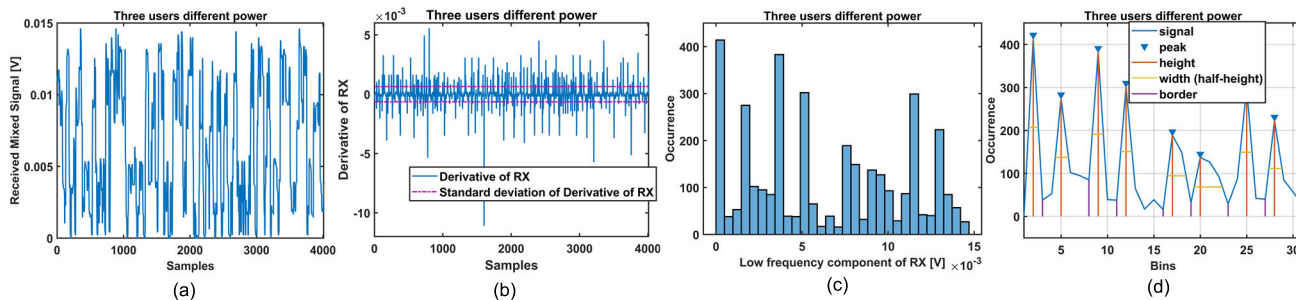 Three users different power
Received Mixed Signal [V]
0.015
0.01
0.005
0
0 1000 2000 3000 4000
Samples
(a)
×10⁻³
Three users different power
Derivative of RX
5
0
-5
-10
Derivative of RX
Standard deviation of Derivative of RX
0 1000 2000 3000 4000
Samples
(b)
Three users different power
Occurrence
400
300
200
100
0
0 5 10 15
Low frequency component of RX [V] ×10⁻³
(c)
Three users different power
Occurrence
400
300
200
100
0
signal
peak
height
width (half-height)
border
5 10 15 20 25 30
Bins
(d)